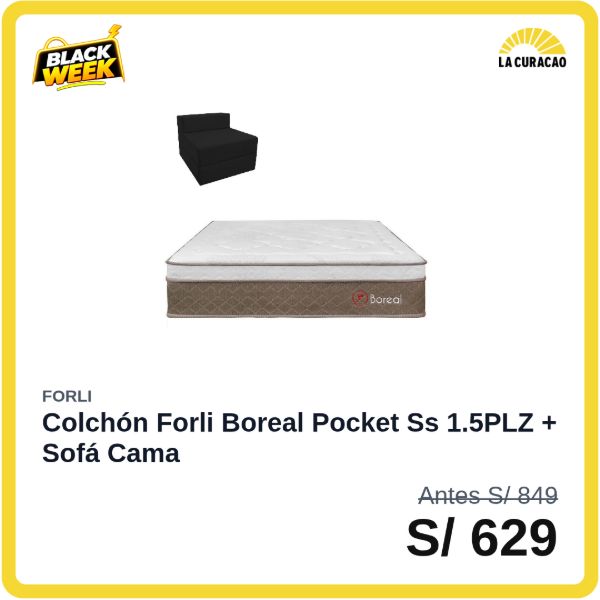 BLACK
WEEK
LA CURACAO
Boreal
FORLI
Colchón Forli Boreal Pocket Ss 1.5PLZ +
Sofá Cama
Antes S/ 849
S/ 629